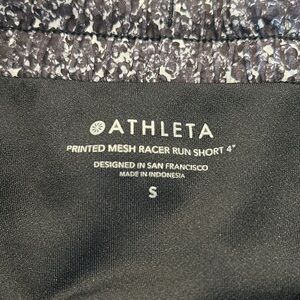 ATHLETA
PRINTED MESH RACER RUN SHORT 4"
DESIGNED IN SAN FRANCISCO
MADE IN INDONESIA
S